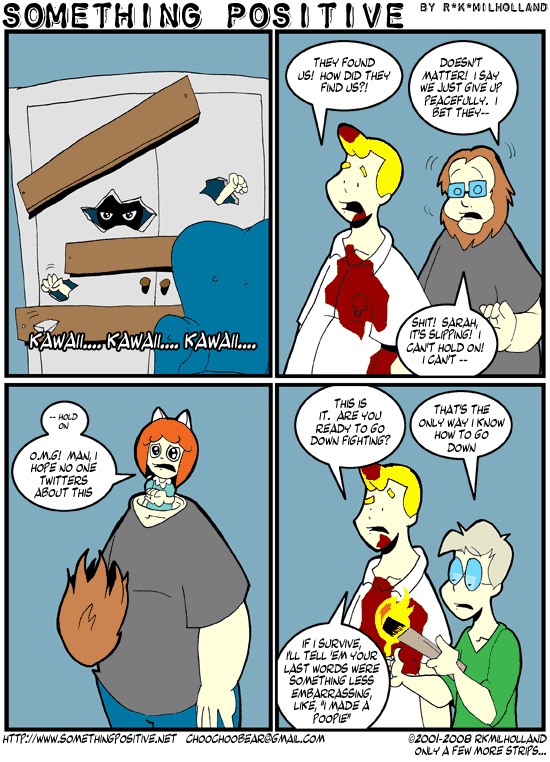 SOMETHING POSITIVE BY R*K*MILHOLLAND
KAWAII.... KAWAII.... KAWAII....
THEY FOUND
US! HOW DID THEY
FIND US?!
DOESN'T
MATTER! I SAY
WE JUST GIVE UP
PEACEFULLY. I
BET THEY--
SHIT! SARAH,
IT'S SLIPPING! I
CAN'T HOLD ON!
I CAN'T --
-- HOLD
ON
O.M.G! MAN, I
HOPE NO ONE
TWITTERS
ABOUT THIS
THIS IS
IT. ARE YOU
READY TO GO
DOWN FIGHTING?
THAT'S THE
ONLY WAY I KNOW
HOW TO GO
DOWN
IF I SURVIVE,
I'LL TELL 'EM YOUR
LAST WORDS WERE
SOMETHING LESS
EMBARRASSING,
LIKE, "I MADE A
POOPIE"
HTTP://WWW.SOMETHINGPOSITIVE.NET CHOOCHOOBEAR@GMAIL.COM ©2001-2008 RKMILHOLLAND
ONLY A FEW MORE STRIPS...